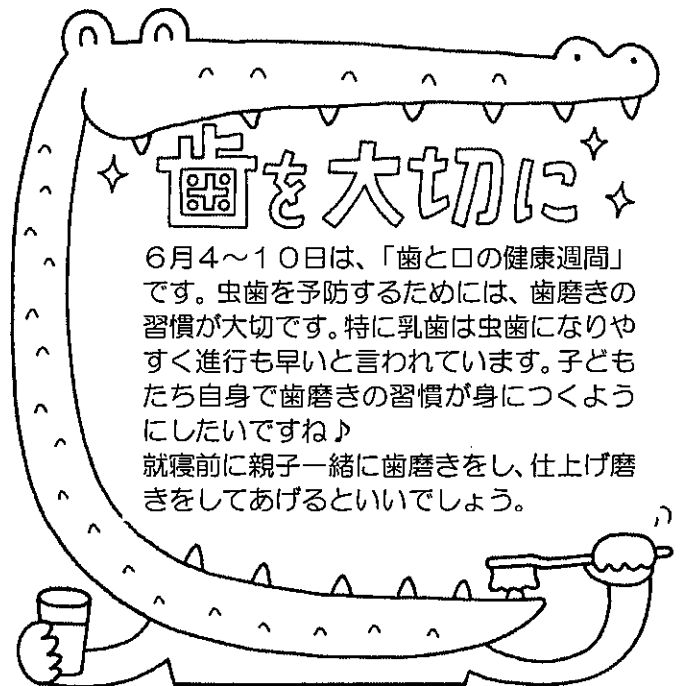 歯を大切に
6月4～10日は、「歯と口の健康週間」
です。虫歯を予防するためには、歯磨きの
習慣が大切です。特に乳歯は虫歯になりや
すく進行も早いと言われています。子ども
たち自身で歯磨きの習慣が身につくよう
にしたいですね♪
就寝前に親子一緒に歯磨きをし、仕上げ磨
きをしてあげるといいでしょう。